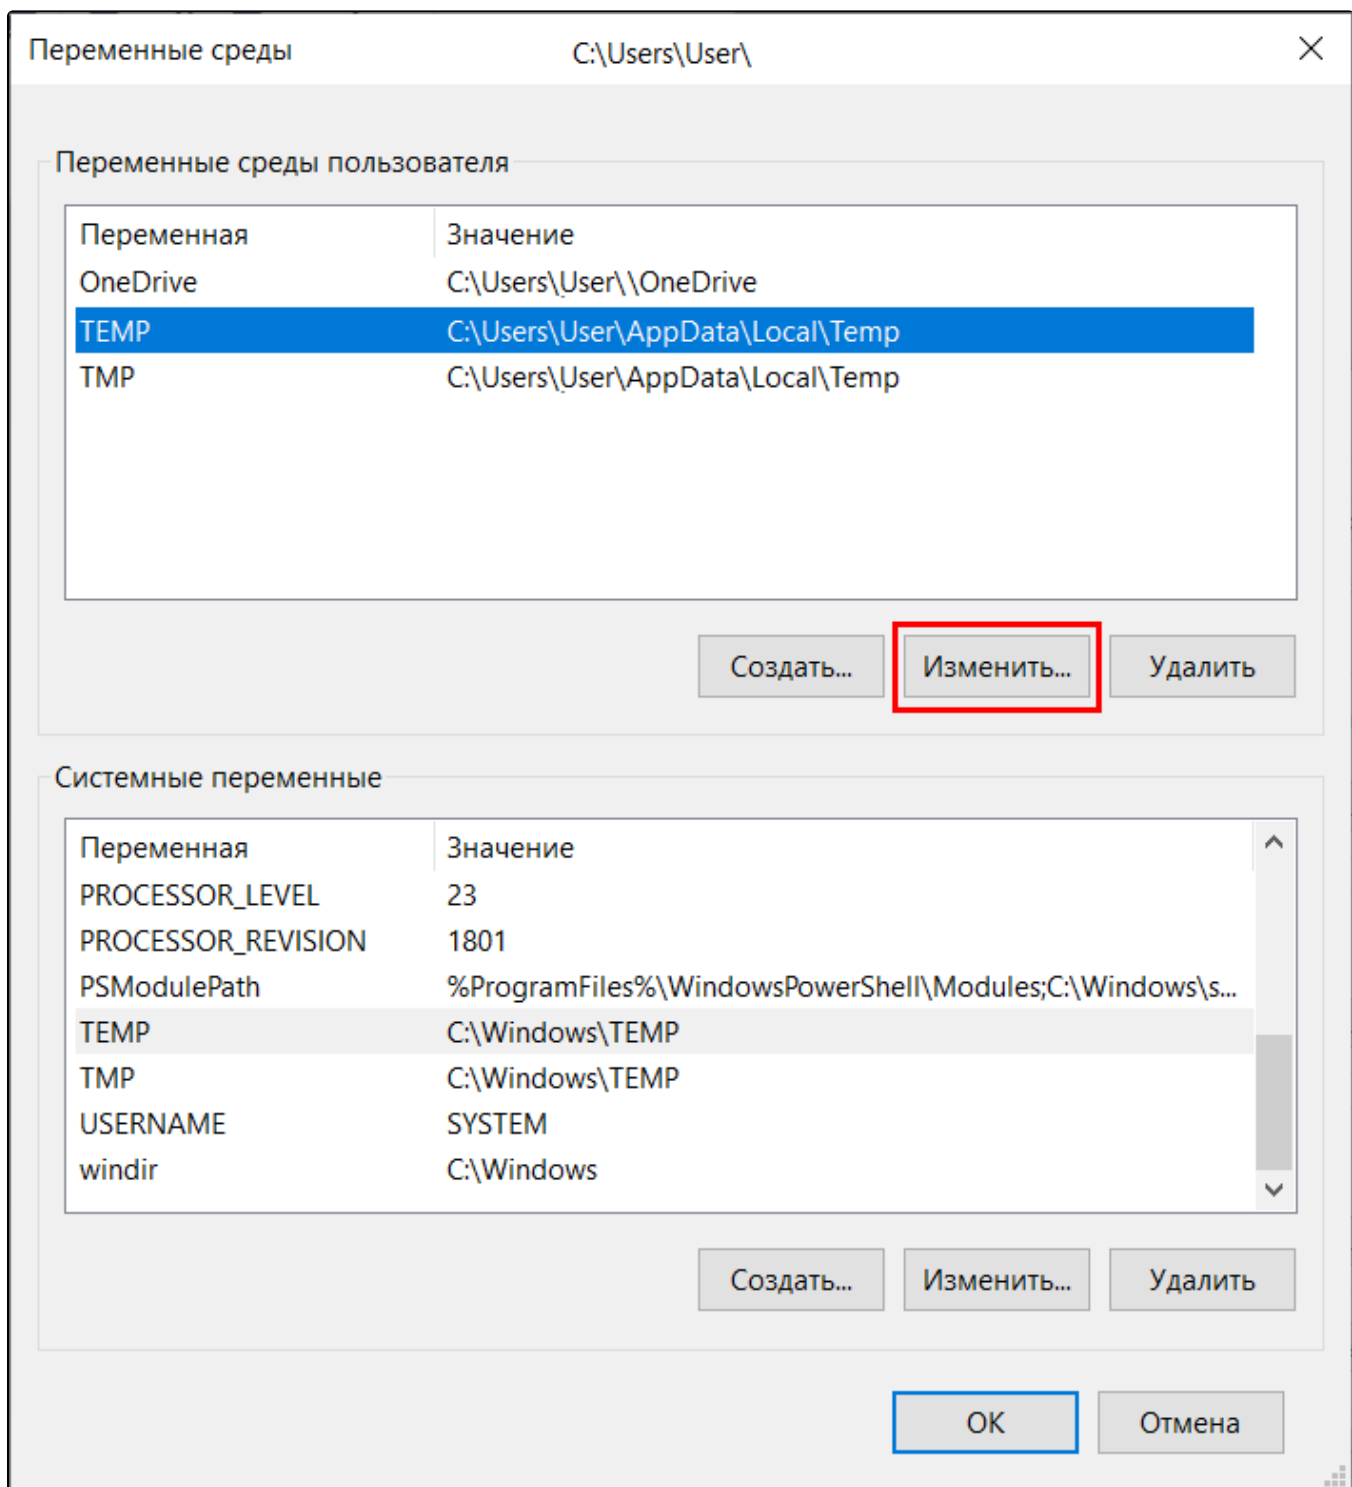 Переменные среды C:\Users\User\
Переменные среды пользователя
Переменная Значение
OneDrive C:\Users\User\\OneDrive
TEMP C:\Users\User\AppData\Local\Temp
TMP C:\Users\User\AppData\Local\Temp
Создать... Изменить... Удалить
Системные переменные
Переменная Значение
PROCESSOR_LEVEL 23
PROCESSOR_REVISION 1801
PSModulePath %ProgramFiles%\WindowsPowerShell\Modules;C:\Windows\s...
TEMP C:\Windows\TEMP
TMP C:\Windows\TEMP
USERNAME SYSTEM
windir C:\Windows
Создать... Изменить... Удалить
ОК Отмена